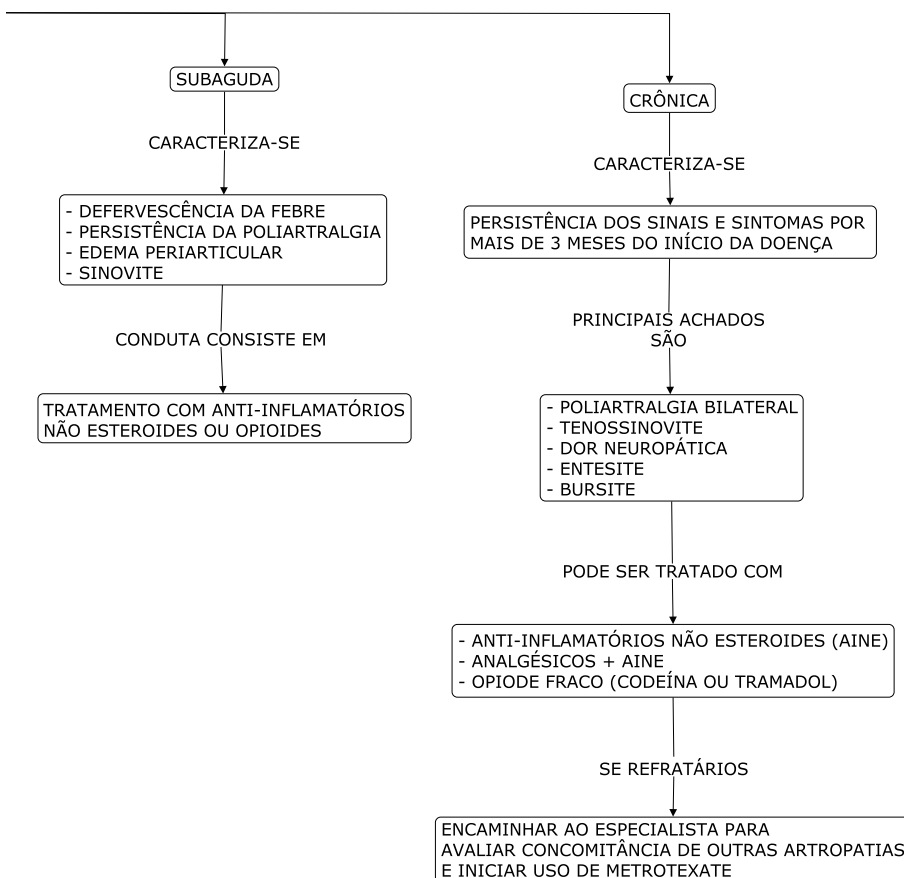 SUBAGUDA
CARACTERIZA-SE
- DEFERVESCÊNCIA DA FEBRE
- PERSISTÊNCIA DA POLIARTRALGIA
- EDEMA PERIARTICULAR
- SINOVITE
CONDUTA CONSISTE EM
TRATAMENTO COM ANTI-INFLAMATÓRIOS
NÃO ESTEROIDES OU OPIOIDES
CRÔNICA
CARACTERIZA-SE
PERSISTÊNCIA DOS SINAIS E SINTOMAS POR
MAIS DE 3 MESES DO INÍCIO DA DOENÇA
PRINCIPAIS ACHADOS
SÃO
- POLIARTRALGIA BILATERAL
- TENOSSINOVITE
- DOR NEUROPÁTICA
- ENTESITE
- BURSITE
PODE SER TRATADO COM
- ANTI-INFLAMATÓRIOS NÃO ESTEROIDES (AINE)
- ANALGÉSICOS + AINE
- OPIODE FRACO (CODEÍNA OU TRAMADOL)
SE REFRATÁRIOS
ENCAMINHAR AO ESPECIALISTA PARA
AVALIAR CONCOMITÂNCIA DE OUTRAS ARTROPATIAS
E INICIAR USO DE METROTEXATE